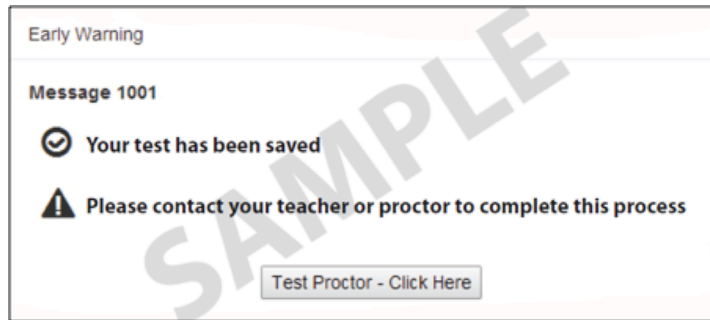 Early Warning
Message 1001
Your test has been saved
Please contact your teacher or proctor to complete this process
Test Proctor - Click Here
SAMPLE